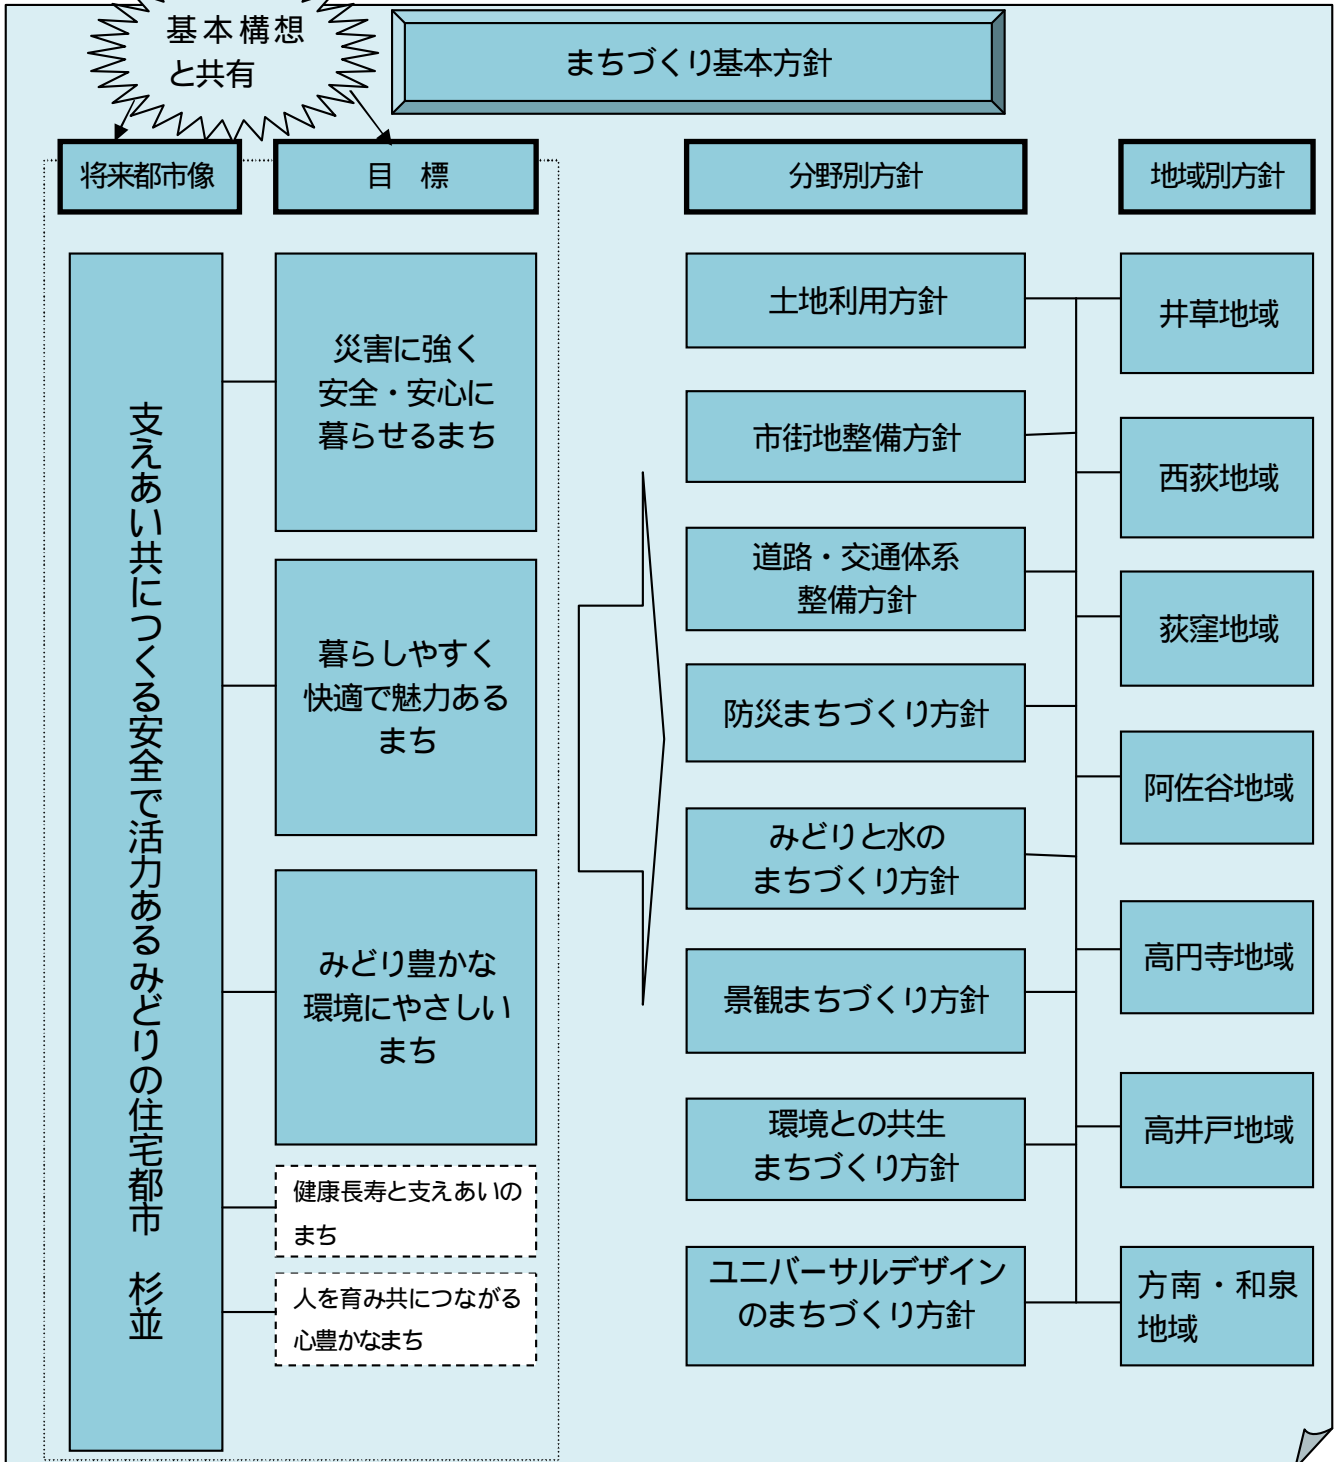 基本構想
と共有
まちづくり基本方針
将来都市像
目　標
分野別方針
地域別方針
支えあい共につくる安全で活力あるみどりの住宅都市　杉並
災害に強く
安全・安心に
暮らせるまち
暮らしやすく
快適で魅力ある
まち
みどり豊かな
環境にやさしい
まち
健康長寿と支えあいの
まち
人を育み共につながる
心豊かなまち
土地利用方針
市街地整備方針
道路・交通体系
整備方針
防災まちづくり方針
みどりと水の
まちづくり方針
景観まちづくり方針
環境との共生
まちづくり方針
ユニバーサルデザイン
のまちづくり方針
井草地域
西荻地域
荻窪地域
阿佐谷地域
高円寺地域
高井戸地域
方南・和泉
地域